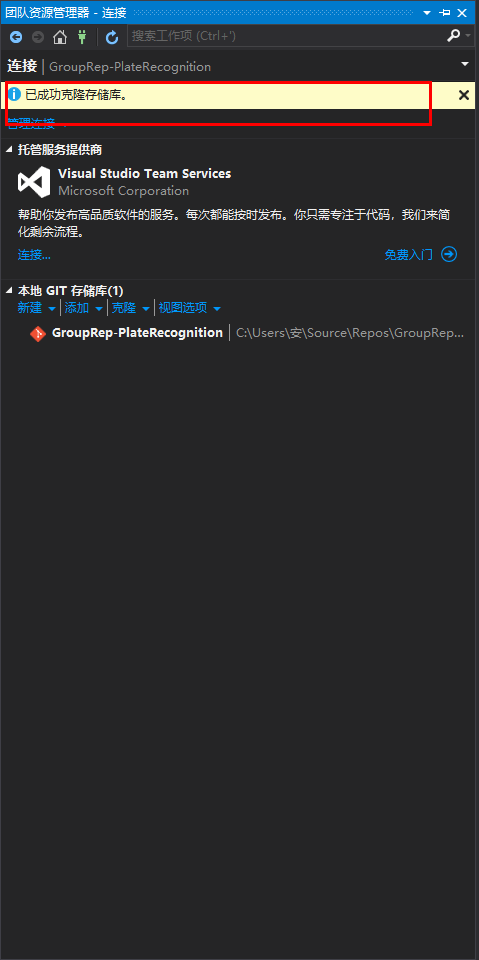 团队资源管理器 - 连接
搜索工作项 (Ctrl+')
连接 | GroupRep-PlateRecognition
已成功克隆存储库。
管理连接
托管服务提供商
Visual Studio Team Services
Microsoft Corporation
帮助你发布高品质软件的服务。每次都能按时发布。你只需专注于代码，我们来简
化剩余流程。
连接... 免费入门
本地 GIT 存储库(1)
新建 | 添加 | 克隆 | 视图选项
GroupRep-PlateRecognition | C:\Users\安\Source\Repos\GroupRep...